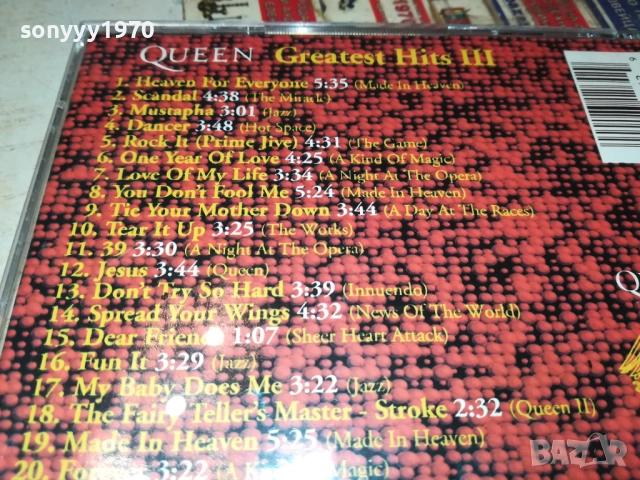 sonyyy1970
QUEEN Greatest Hits III
1. Heaven For Everyone 5:35 (Made In Heaven)
2. Scandal 4:38 (The Miracle)
3. Mustapha 3:01 (Jazz)
4. Dancer 3:48 (Hot Space)
5. Rock It (Prime Jive) 4:31 (The Game)
6. One Year Of Love 4:25 (A Kind Of Magic)
7. Love Of My Life 3:34 (A Night At The Opera)
8. You Don't Fool Me 5:24 (Made In Heaven)
9. Tie Your Mother Down 3:44 (A Day At The Races)
10. Tear It Up 3:25 (The Works)
11. 39 3:30 (A Night At The Opera)
12. Jesus 3:44 (Queen)
13. Don't Try So Hard 3:39 (Innuendo)
14. Spread Your Wings 4:32 (News Of The World)
15. Dear Friends 1:07 (Sheer Heart Attack)
16. Fun It 3:29 (Jazz)
17. My Baby Does Me 3:22 (Jazz)
18. The Fairy Teller's Master - Stroke 2:32 (Queen II)
19. Made In Heaven 5:25 (Made In Heaven)
20. 3:22 (A Magic)
BAZAR